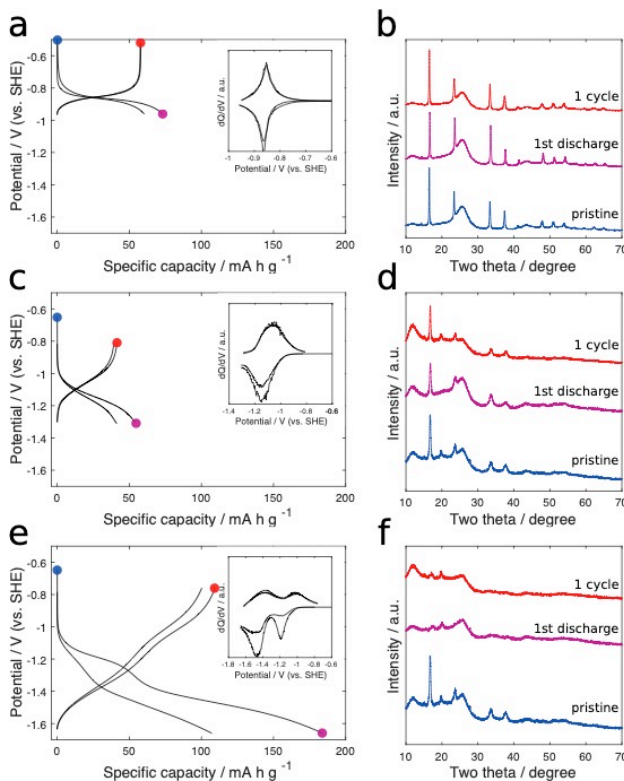 a
Potential / V (vs. SHE)
-0.6
-0.8
-1
-1.2
-1.4
-1.6
0
50
100
150
200
Specific capacity / mA h g⁻¹
dQ/dV / a.u.
-1
-0.9
-0.8
-0.7
-0.6
Potential / V (vs. SHE)
b
Intensity / a.u.
1 cycle
1st discharge
pristine
10
20
30
40
50
60
70
Two theta / degree
c
Potential / V (vs. SHE)
-0.6
-0.8
-1
-1.2
-1.4
-1.6
0
50
100
150
200
Specific capacity / mA h g⁻¹
dQ/dV / a.u.
-1.4
-1.2
-1
-0.8
-0.6
Potential / V (vs. SHE)
d
Intensity / a.u.
1 cycle
1st discharge
pristine
10
20
30
40
50
60
70
Two theta / degree
e
Potential / V (vs. SHE)
-0.6
-0.8
-1
-1.2
-1.4
-1.6
0
50
100
150
200
Specific capacity / mA h g⁻¹
dQ/dV / a.u.
-1.8
-1.6
-1.4
-1.2
-1
-0.8
-0.6
Potential / V (vs. SHE)
f
Intensity / a.u.
1 cycle
1st discharge
pristine
10
20
30
40
50
60
70
Two theta / degree